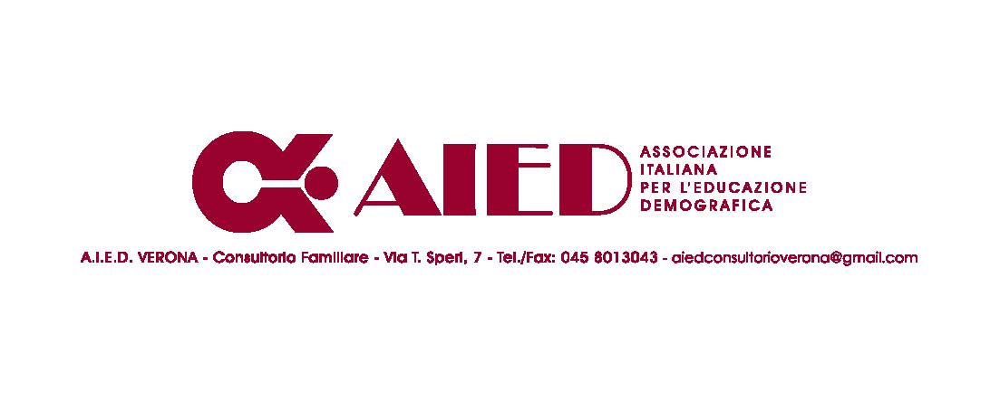 AIED
ASSOCIAZIONE
ITALIANA
PER L'EDUCAZIONE
DEMOGRAFICA
A.I.E.D. VERONA - Consultorio Familiare - Via T. Speri, 7 - Tel./Fax: 045 8013043 - aiedconsultorioverona@gmail.com